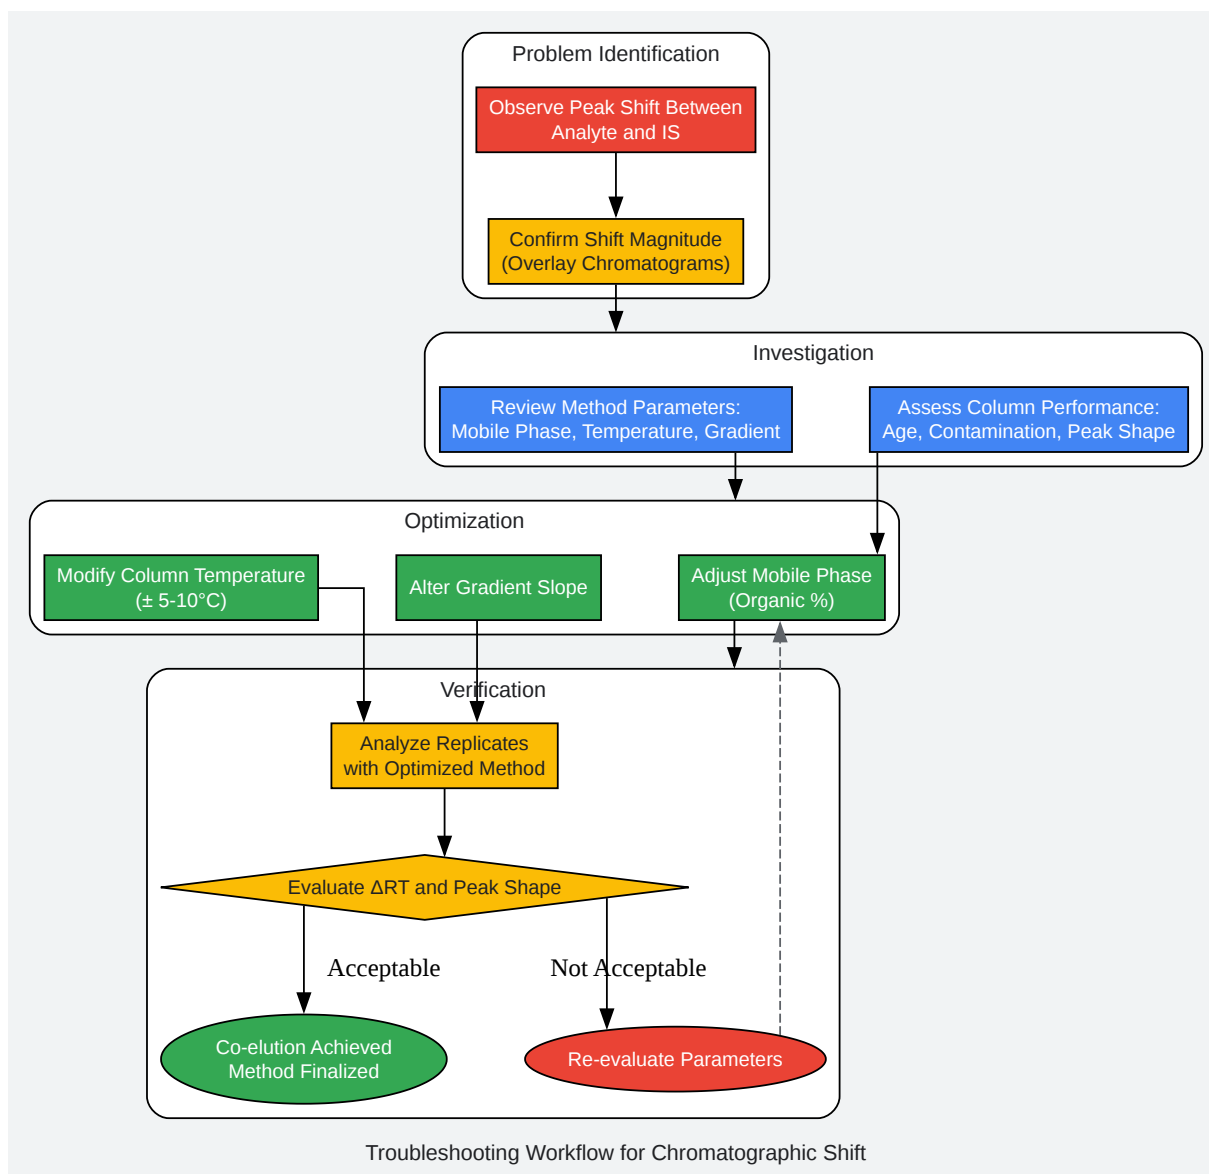 Problem Identification
Observe Peak Shift Between
Analyte and IS
Confirm Shift Magnitude
(Overlay Chromatograms)
Investigation
Review Method Parameters:
Mobile Phase, Temperature, Gradient
Assess Column Performance:
Age, Contamination, Peak Shape
Optimization
Modify Column Temperature
(± 5-10°C)
Alter Gradient Slope
Adjust Mobile Phase
(Organic %)
Verification
Analyze Replicates
with Optimized Method
Evaluate ΔRT and Peak Shape
Acceptable
Not Acceptable
Co-elution Achieved
Method Finalized
Re-evaluate Parameters
Troubleshooting Workflow for Chromatographic Shift